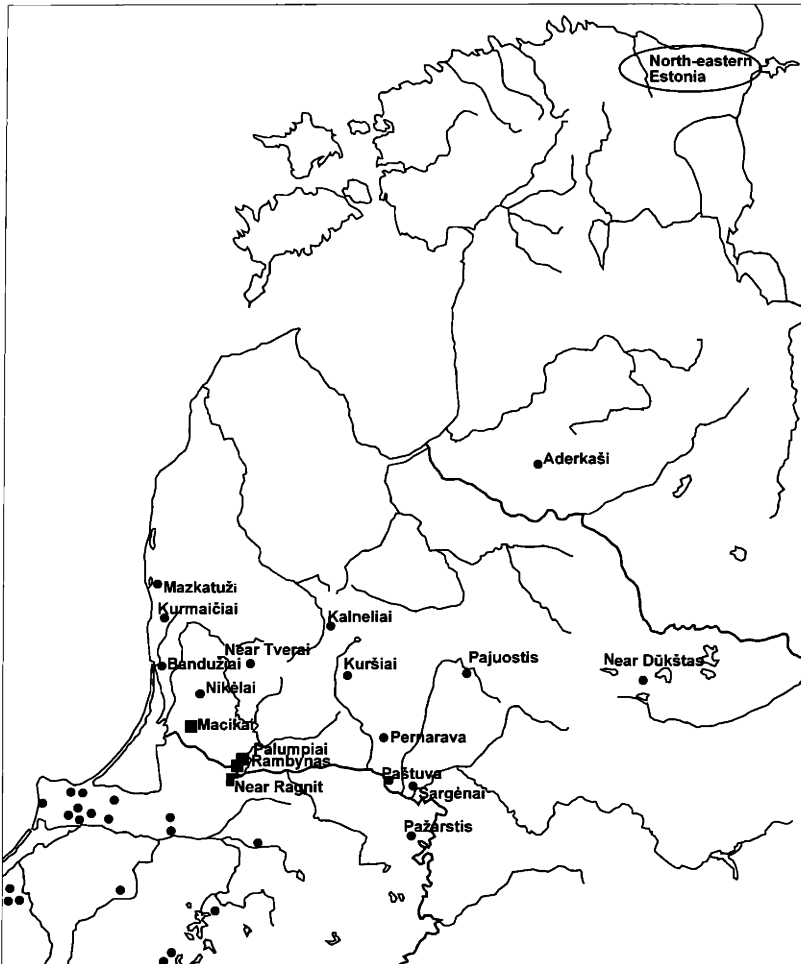 North-eastern
Estonia
Aderkaši
Mazkatuži
Kurmaičiai
Kalneliai
Near Tverai
Bandužiai
Kuršiai
Pajuostis
Near Dūkštas
Nikėlai
Macikai
Pernarava
Palumpiai
Rambynas
Near Ragnit
Paštuva
Sargėnai
Pažarstis